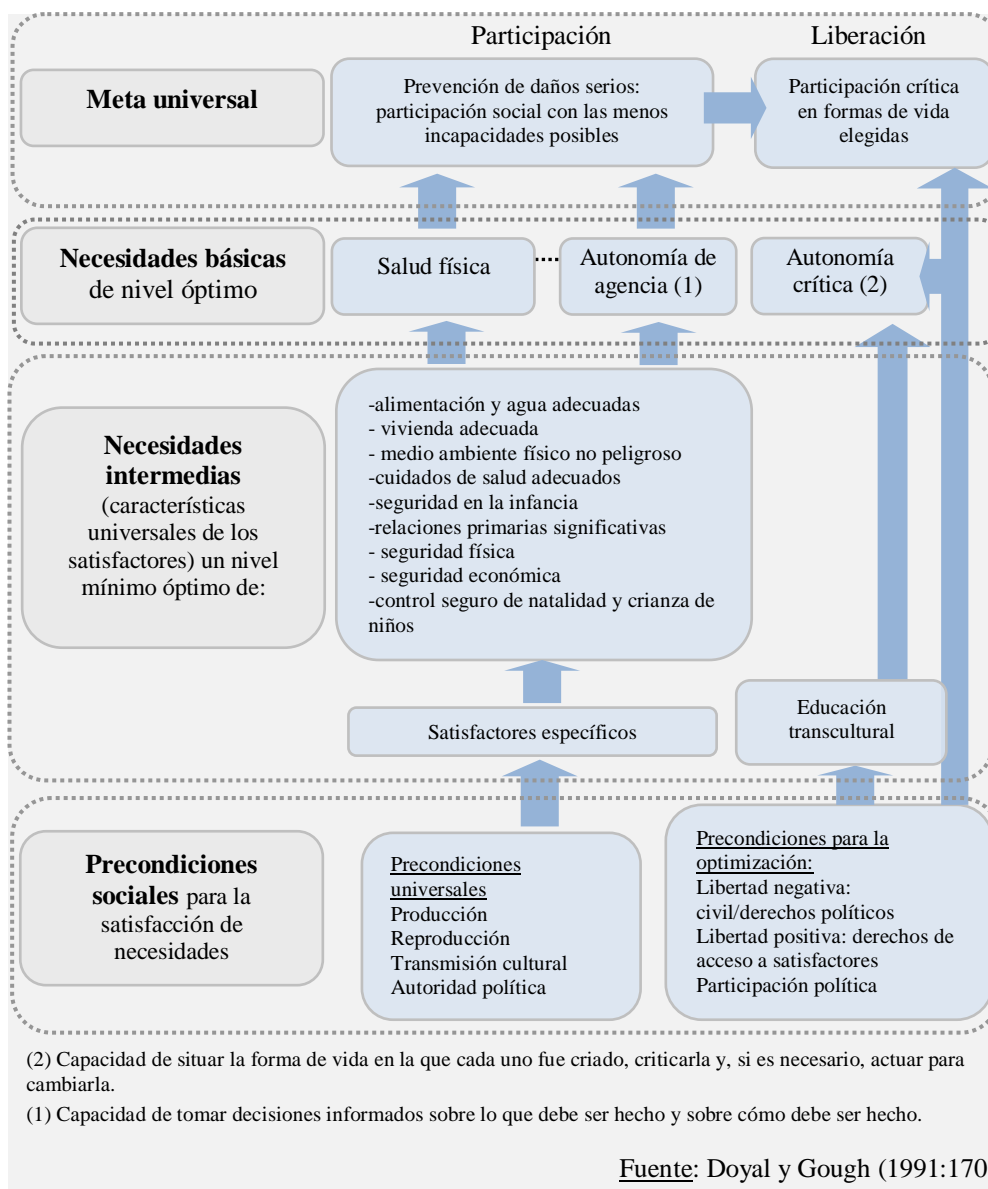 Participación
Liberación
Meta universal
Prevención de daños serios:
participación social con las menos
incapacidades posibles
Participación crítica
en formas de vida
elegidas
Necesidades básicas
de nivel óptimo
Salud física
Autonomía de
agencia (1)
Autonomía
crítica (2)
Necesidades
intermedias
(características
universales de los
satisfactores) un nivel
mínimo óptimo de:
-alimentación y agua adecuadas
- vivienda adecuada
- medio ambiente físico no peligroso
-cuidados de salud adecuados
-seguridad en la infancia
-relaciones primarias significativas
- seguridad física
- seguridad económica
-control seguro de natalidad y crianza de
niños
Satisfactores específicos
Educación
transcultural
Precondiciones
sociales para la
satisfacción de
necesidades
Precondiciones
universales
Producción
Reproducción
Transmisión cultural
Autoridad política
Precondiciones para la
optimización:
Libertad negativa:
civil/derechos políticos
Libertad positiva: derechos de
acceso a satisfactores
Participación política
(2) Capacidad de situar la forma de vida en la que cada uno fue criado, criticarla y, si es necesario, actuar para
cambiarla.
(1) Capacidad de tomar decisiones informados sobre lo que debe ser hecho y sobre cómo debe ser hecho.
Fuente: Doyal y Gough (1991:170